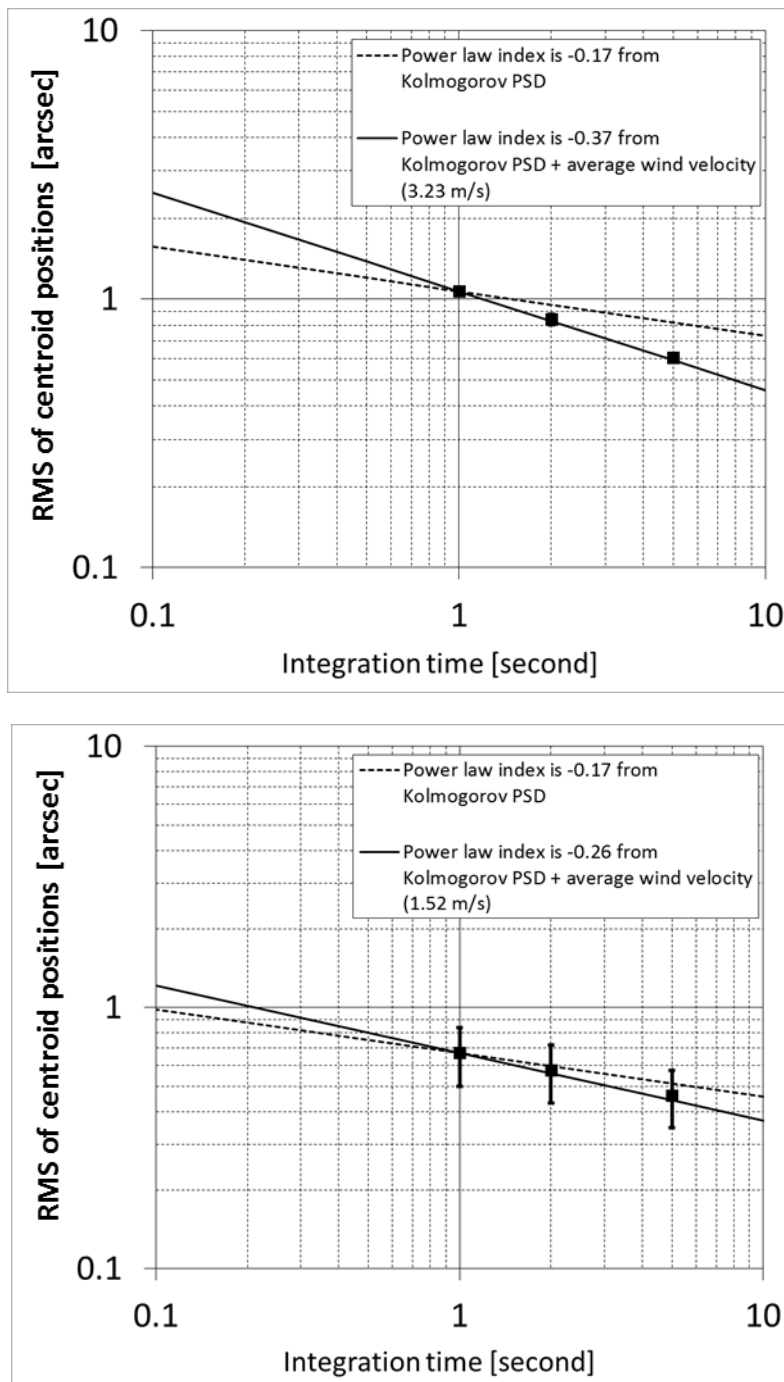 10
Power law index is -0.17 from
Kolmogorov PSD
Power law index is -0.37 from
Kolmogorov PSD + average wind velocity
(3.23 m/s)
RMS of centroid positions [arcsec]
1
0.1
0.1
1
10
Integration time [second]
10
Power law index is -0.17 from
Kolmogorov PSD
Power law index is -0.26 from
Kolmogorov PSD + average wind velocity
(1.52 m/s)
RMS of centroid positions [arcsec]
1
0.1
0.1
1
10
Integration time [second]